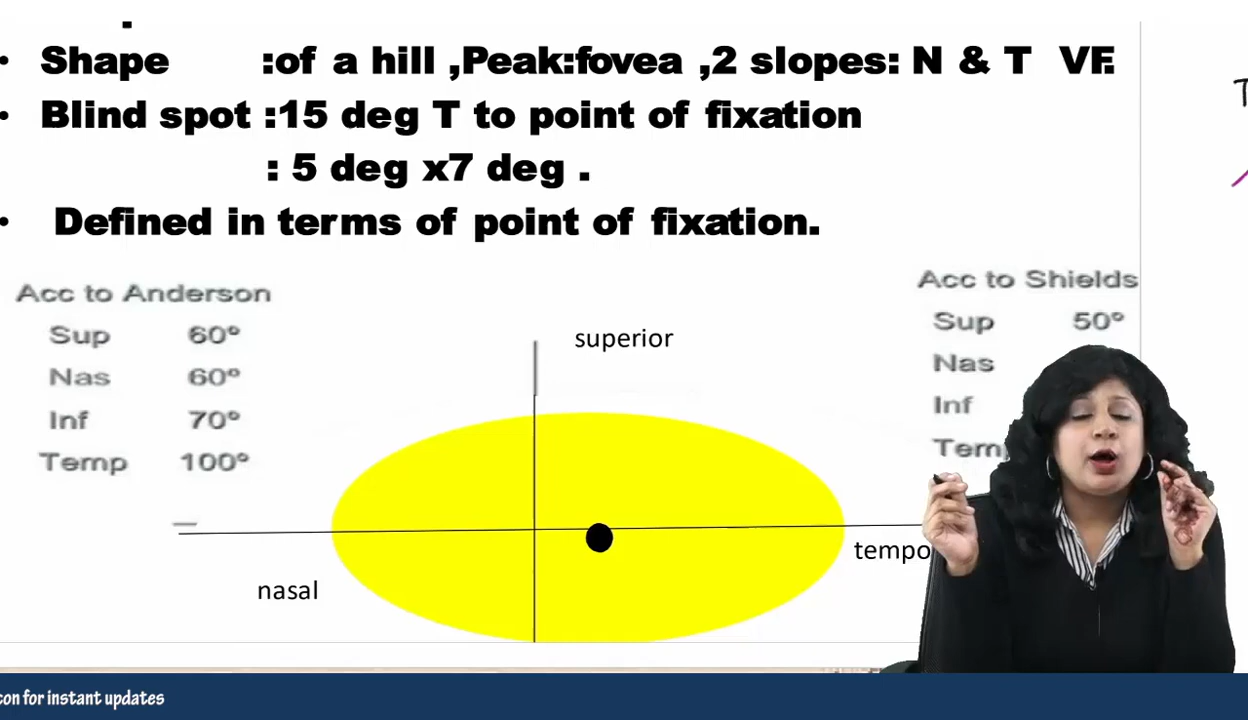 • Shape :of a hill ,Peak:fovea ,2 slopes: N & T VF.
• Blind spot :15 deg T to point of fixation
: 5 deg x7 deg .
• Defined in terms of point of fixation.
Acc to Anderson
Sup 60°
Nas 60°
Inf 70°
Temp 100°
superior
nasal
tempo
Acc to Shields
Sup 50°
Nas
Inf
Tem
con for instant updates